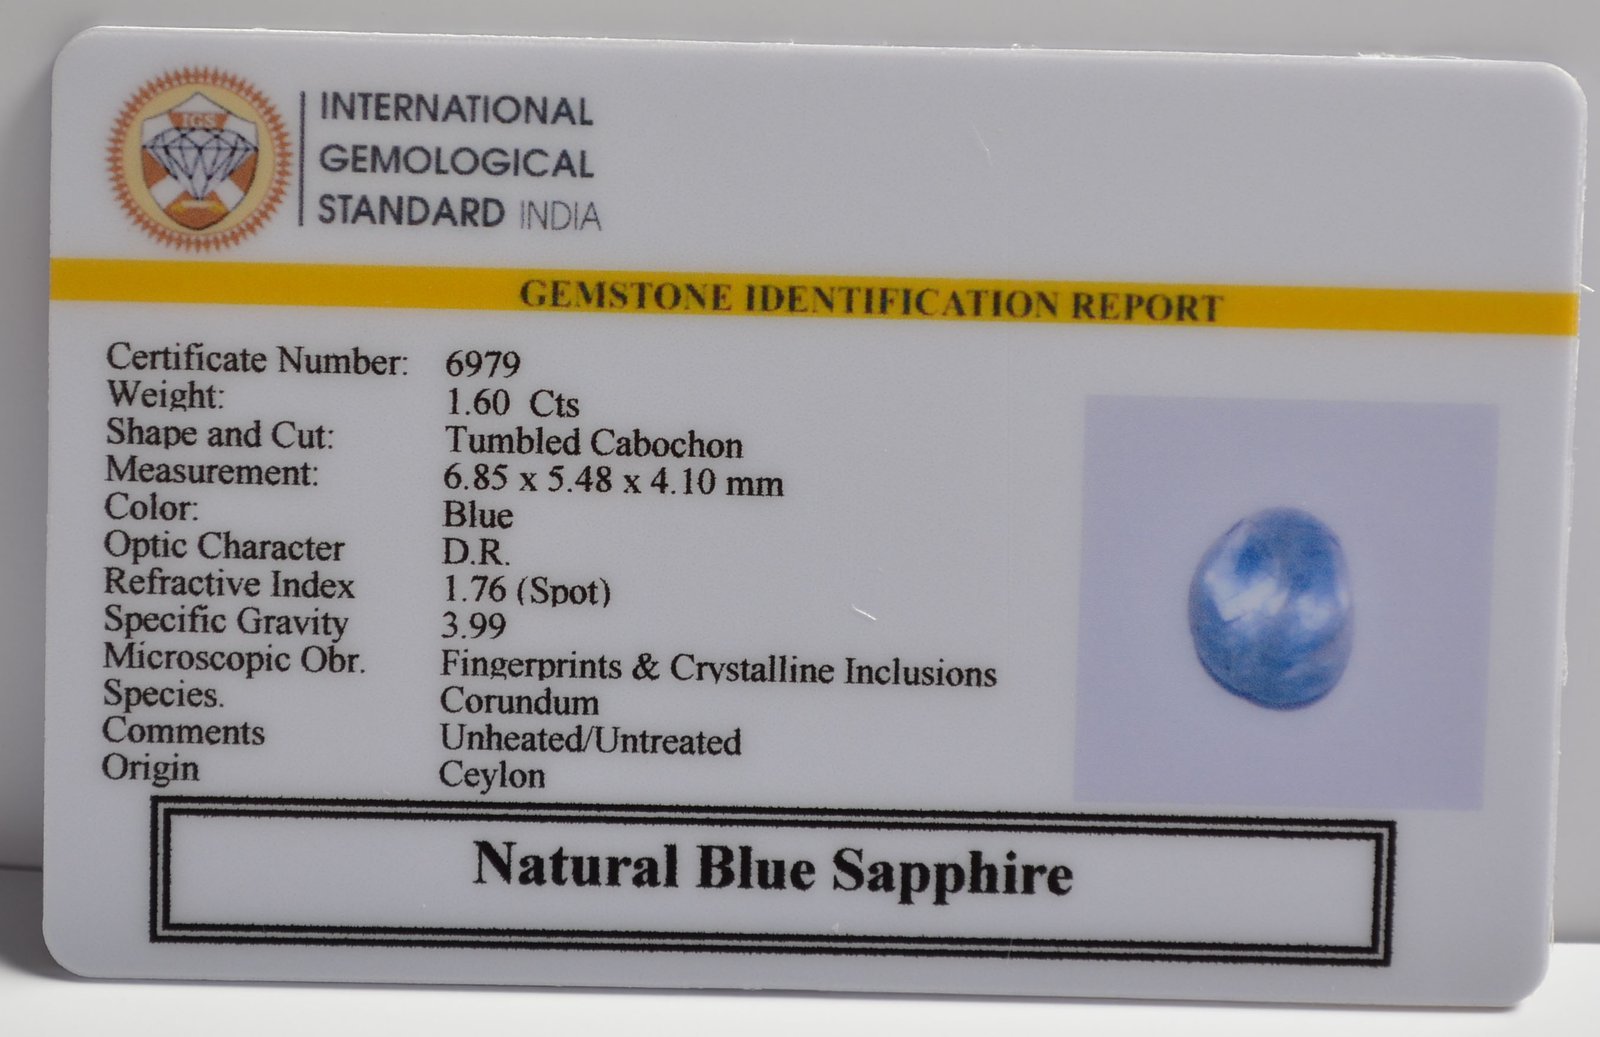 IGS
INTERNATIONAL
GEMOLOGICAL
STANDARD INDIA
GEMSTONE IDENTIFICATION REPORT
Certificate Number: 6979
Weight: 1.60 Cts
Shape and Cut: Tumbled Cabochon
Measurement: 6.85 x 5.48 x 4.10 mm
Color: Blue
Optic Character D.R.
Refractive Index 1.76 (Spot)
Specific Gravity 3.99
Microscopic Obr. Fingerprints & Crystalline Inclusions
Species. Corundum
Comments Unheated/Untreated
Origin Ceylon
Natural Blue Sapphire